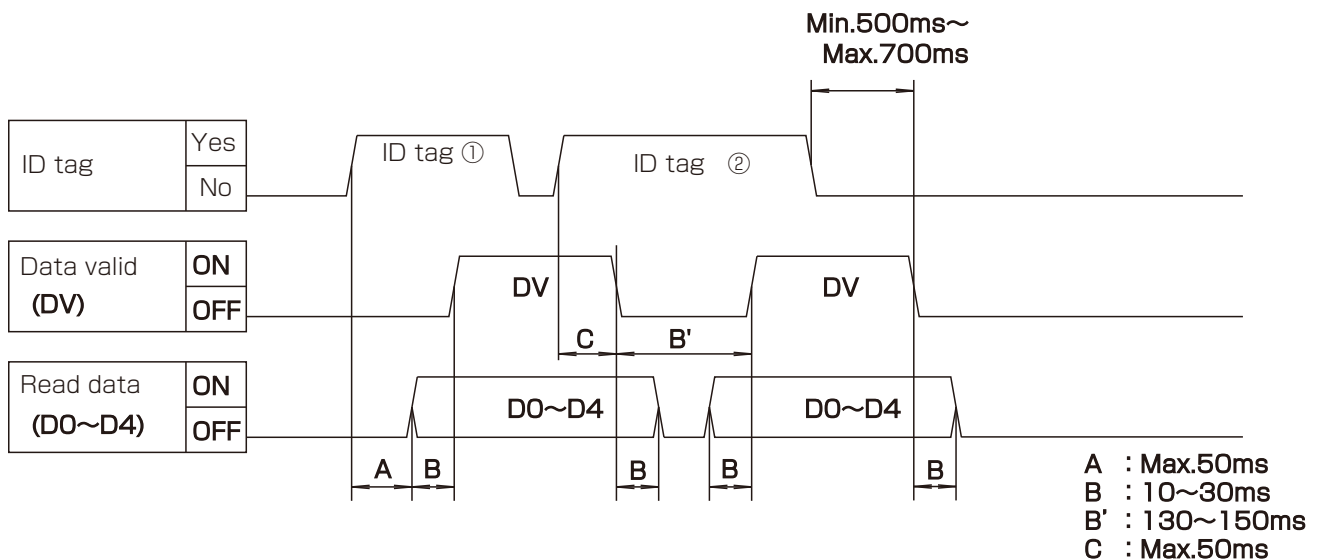 Min.500ms～
Max.700ms
ID tag
Yes
No
ID tag ①
ID tag ②
Data valid
(DV)
ON
OFF
DV
DV
C
B'
Read data
(D0～D4)
ON
OFF
D0～D4
D0～D4
A
B
B
B
B
A : Max.50ms
B : 10～30ms
B' : 130～150ms
C : Max.50ms